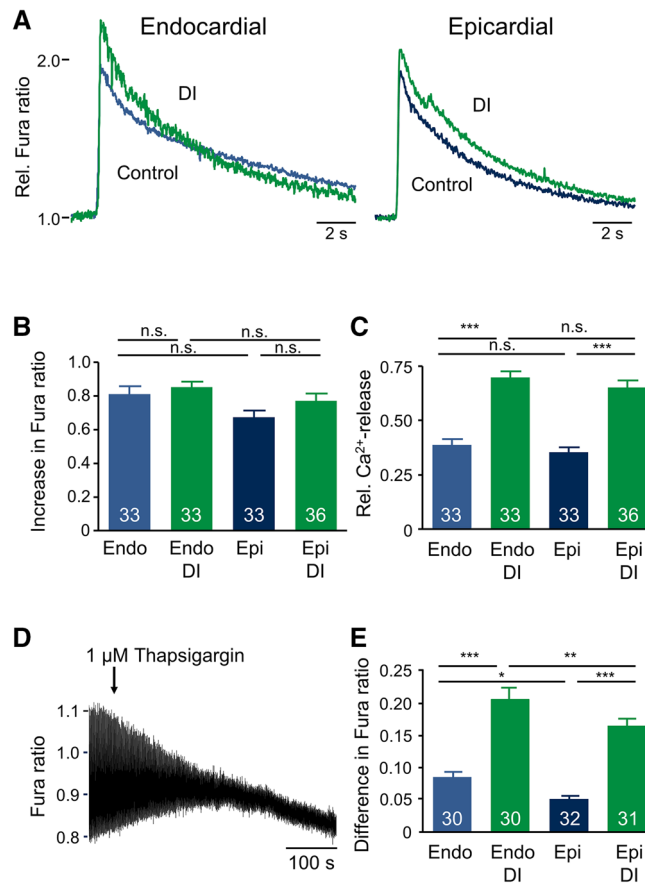 A
Endocardial
Epicardial
Rel. Fura ratio
2.0
1.0
DI
Control
2 s
DI
Control
2 s
B
n.s.
n.s.
n.s.
n.s.
Increase in Fura ratio
1.0
0.8
0.6
0.4
0.2
0
33
33
33
36
Endo
Endo
DI
Epi
Epi
DI
C
***
n.s.
n.s.
***
Rel. Ca²⁺-release
0.75
0.50
0.25
0
33
33
33
36
Endo
Endo
DI
Epi
Epi
DI
D
1 µM Thapsigargin
Fura ratio
1.1
1.0
0.9
0.8
100 s
E
***
**
*
***
Difference in Fura ratio
0.25
0.20
0.15
0.10
0.05
0
30
30
32
31
Endo
Endo
DI
Epi
Epi
DI